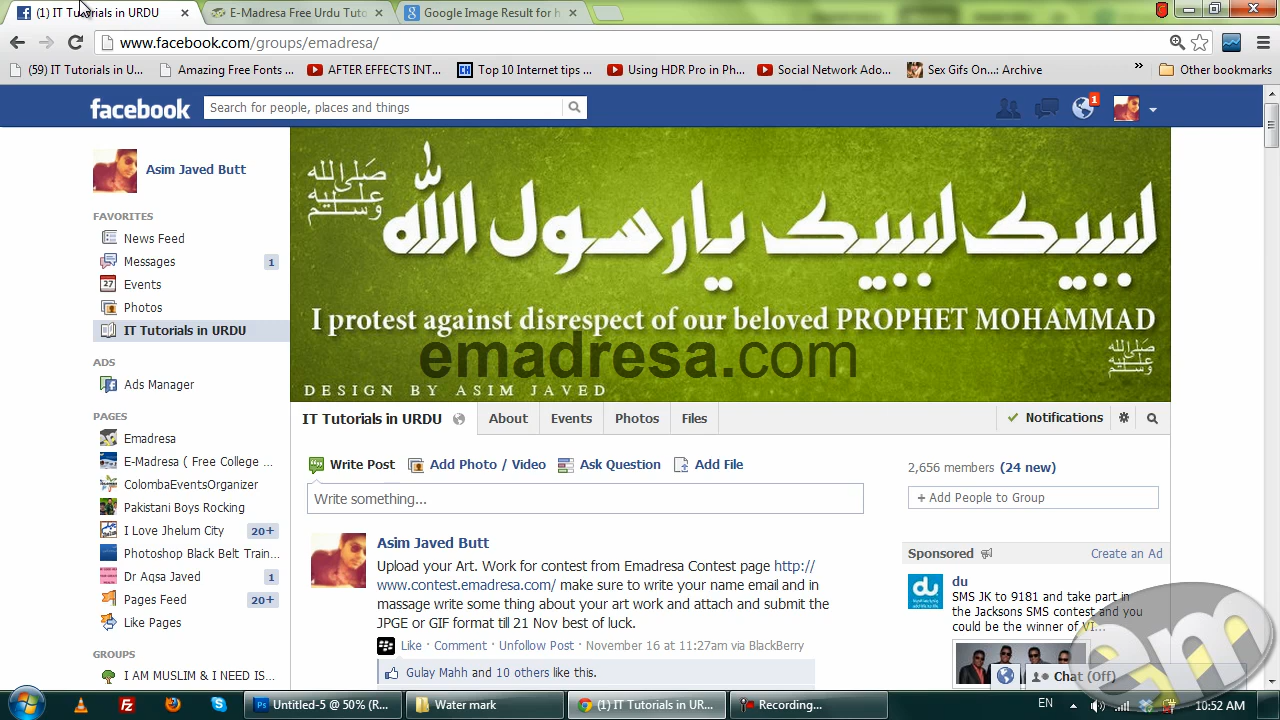 (1) IT Tutorials in URDU
E-Madresa Free Urdu Tuto
Google Image Result for h
www.facebook.com/groups/emadresa/
(59) IT Tutorials in U...
Amazing Free Fonts ...
AFTER EFFECTS INT...
CH
Top 10 Internet tips ...
Using HDR Pro in Ph...
Social Network Ado...
Sex Gifs On...: Archive
»
Other bookmarks
facebook
Search for people, places and things
1
Asim Javed Butt
FAVORITES
News Feed
Messages 1
27 Events
Photos
IT Tutorials in URDU
ADS
Ads Manager
PAGES
Emadresa
E-Madresa ( Free College ...
ColombaEventsOrganizer
Pakistani Boys Rocking
I Love Jhelum City 20+
Photoshop Black Belt Train...
Dr Aqsa Javed 1
Pages Feed 20+
Like Pages
GROUPS
I AM MUSLIM & I NEED IS...
صلى الله عليه وسلم
لبیک لبیک یا رسول اللہ
I protest against disrespect of our beloved PROPHET MOHAMMAD
صلى الله عليه وسلم
emadresa.com
DESIGN BY ASIM JAVED
IT Tutorials in URDU
About
Events
Photos
Files
Notifications
Write Post
Add Photo / Video
Ask Question
Add File
Write something...
2,656 members (24 new)
+ Add People to Group
Asim Javed Butt
Upload your Art. Work for contest from Emadresa Contest page http://
www.contest.emadresa.com/ make sure to write your name email and in
massage write some thing about your art work and attach and submit the
JPGE or GIF format till 21 Nov best of luck.
Like · Comment · Unfollow Post · November 16 at 11:27am via BlackBerry
Gulay Mahh and 10 others like this.
Sponsored
Create an Ad
du
du
SMS JK to 9181 and take part in
the Jacksons SMS contest and you
could be the winner of VI...
Chat (Off)
em
Untitled-5 @ 50% (R...
Water mark
(1) IT Tutorials in URD...
Recording...
EN
10:52 AM